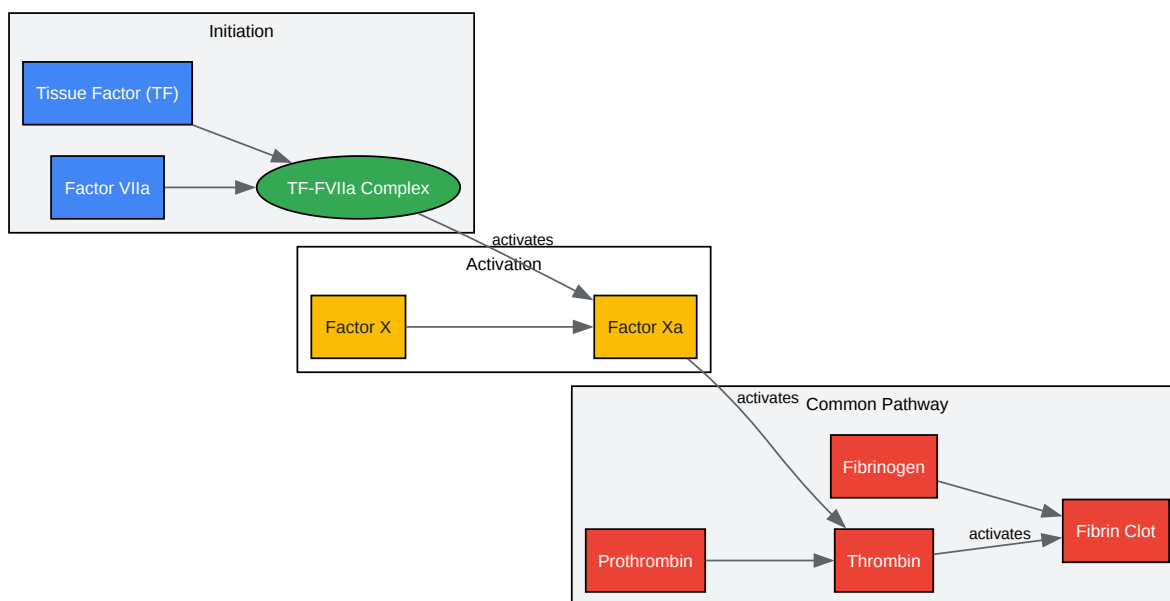 Initiation
Tissue Factor (TF)
Factor VIIa
TF-FVIIa Complex
activates
Activation
Factor X
Factor Xa
activates
Common Pathway
Fibrinogen
Prothrombin
Thrombin
activates
Fibrin Clot